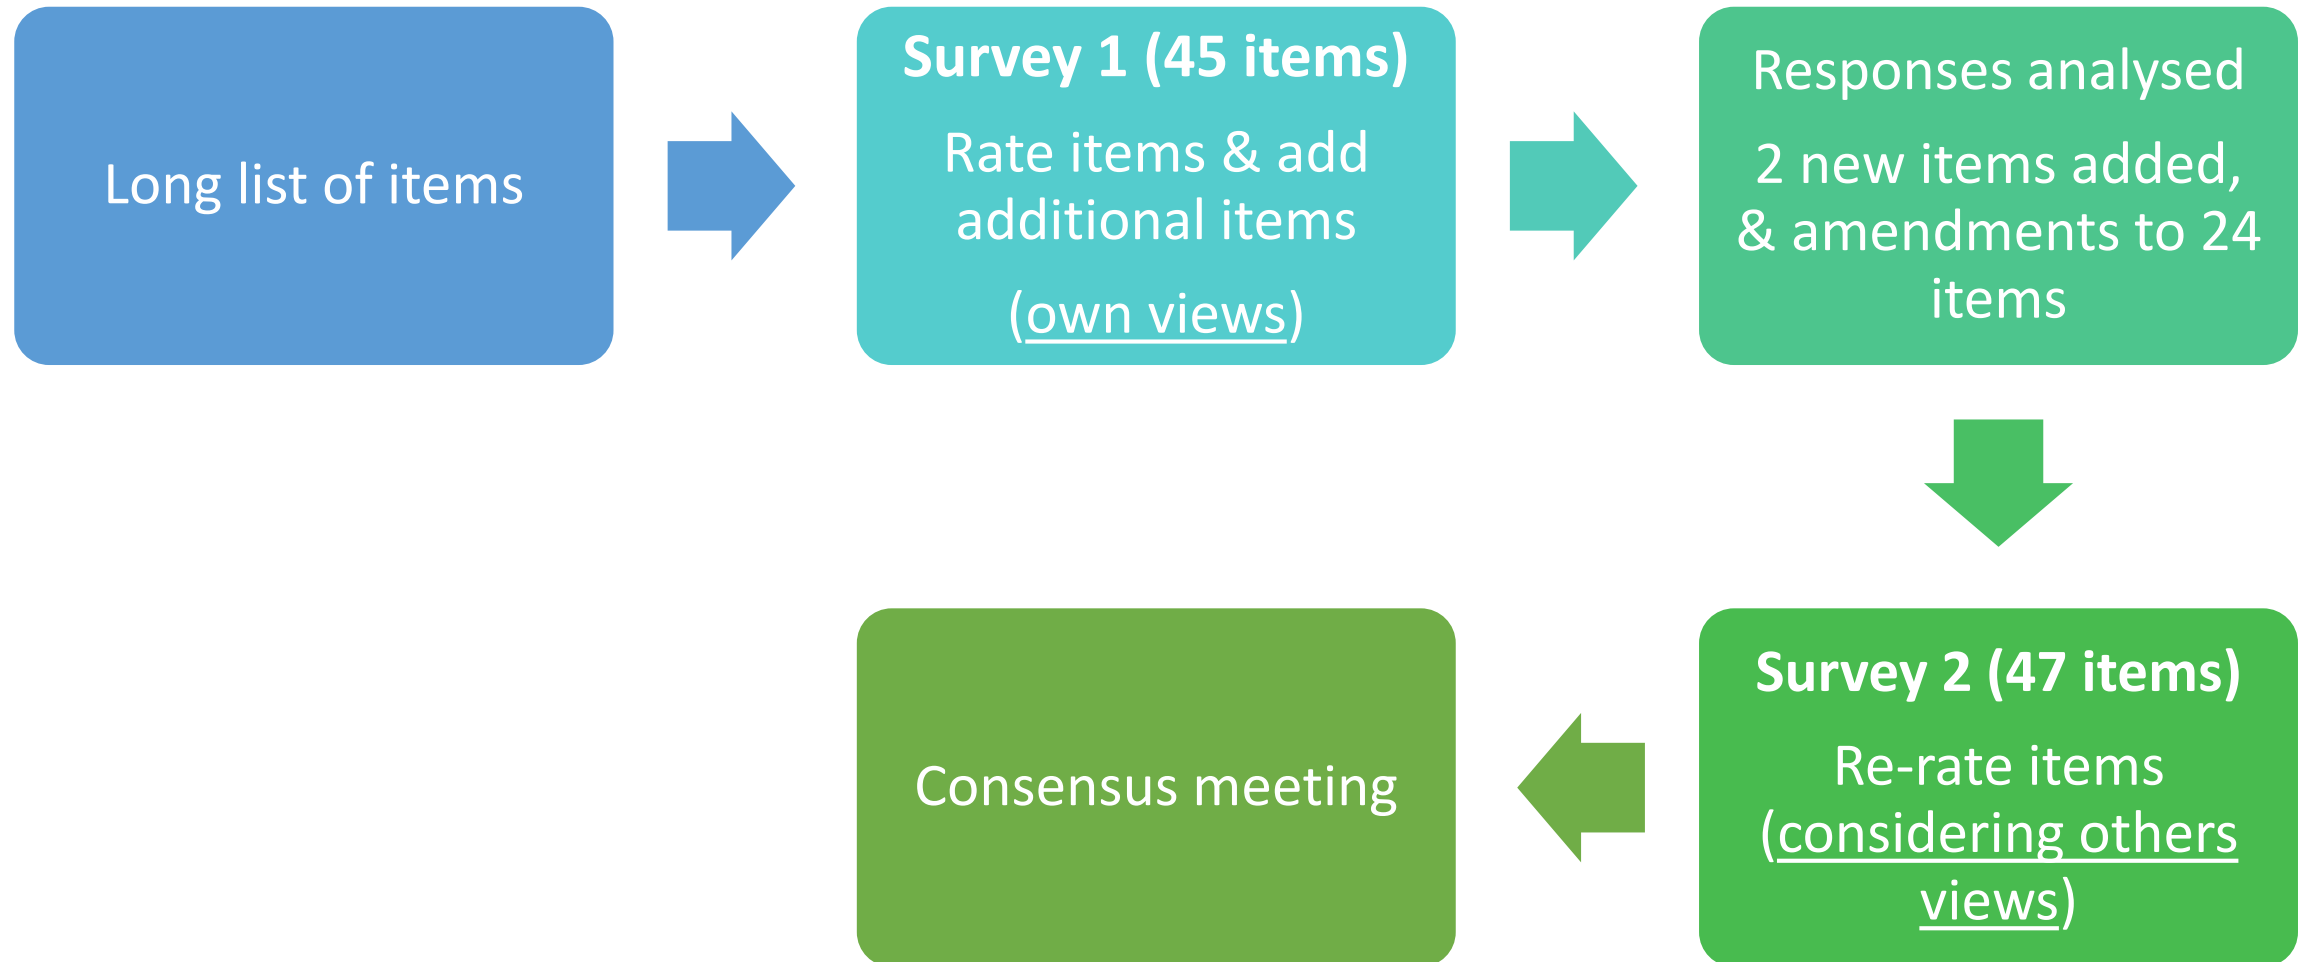 Long list of items
Survey 1 (45 items)
Rate items & add
additional items
(own views)
Responses analysed
2 new items added,
& amendments to 24
items
Survey 2 (47 items)
Re-rate items
(considering others
views)
Consensus meeting